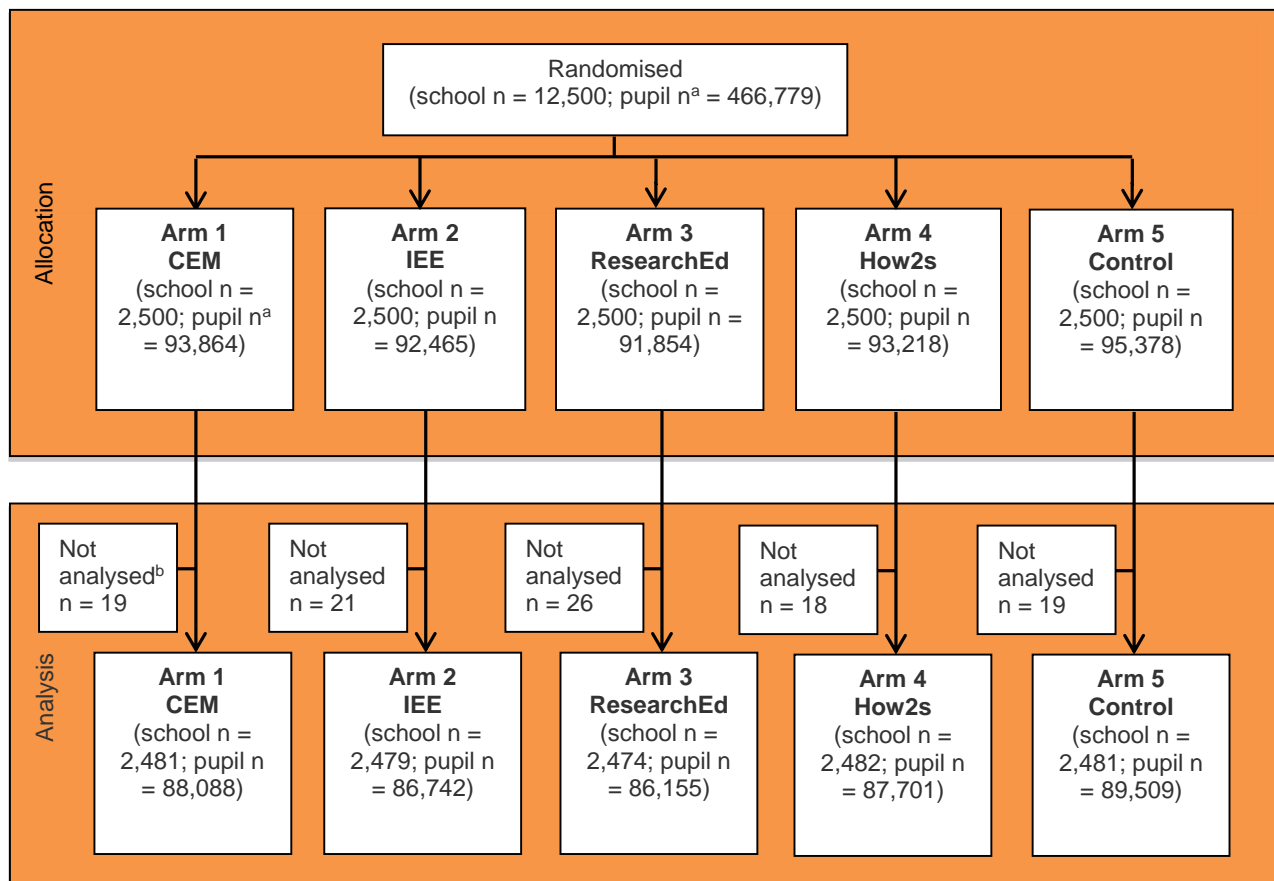 Randomised
(school n = 12,500; pupil nᵃ = 466,779)
Allocation
Arm 1
CEM
(school n =
2,500; pupil nᵃ
= 93,864)
Arm 2
IEE
(school n =
2,500; pupil n
= 92,465)
Arm 3
ResearchEd
(school n =
2,500; pupil n =
91,854)
Arm 4
How2s
(school n =
2,500; pupil n
= 93,218)
Arm 5
Control
(school n =
2,500; pupil n
= 95,378)
Analysis
Not
analysedᵇ
n = 19
Not
analysed
n = 21
Not
analysed
n = 26
Not
analysed
n = 18
Not
analysed
n = 19
Arm 1
CEM
(school n =
2,481; pupil n
= 88,088)
Arm 2
IEE
(school n =
2,479; pupil n
= 86,742)
Arm 3
ResearchEd
(school n =
2,474; pupil n
= 86,155)
Arm 4
How2s
(school n =
2,482; pupil n
= 87,701)
Arm 5
Control
(school n =
2,481; pupil n
= 89,509)